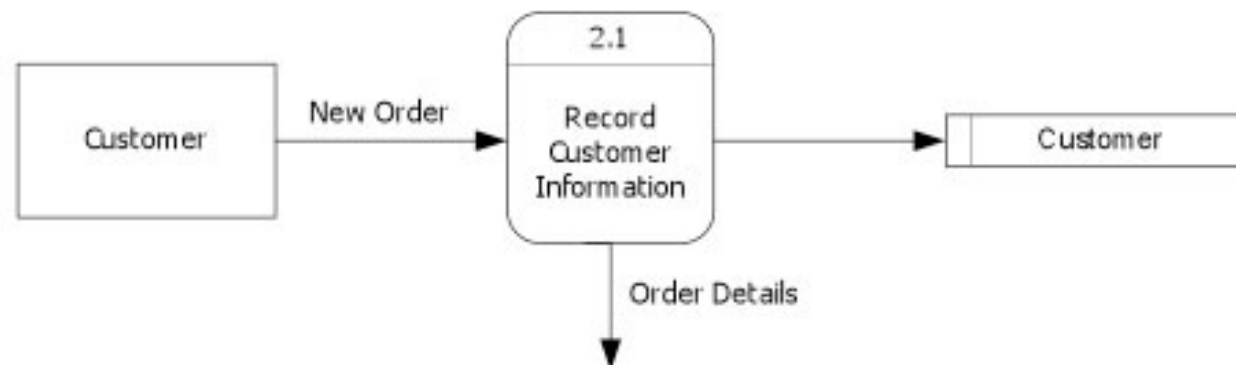 2.1
Customer
New Order
Record
Customer
Information
Customer
Order Details